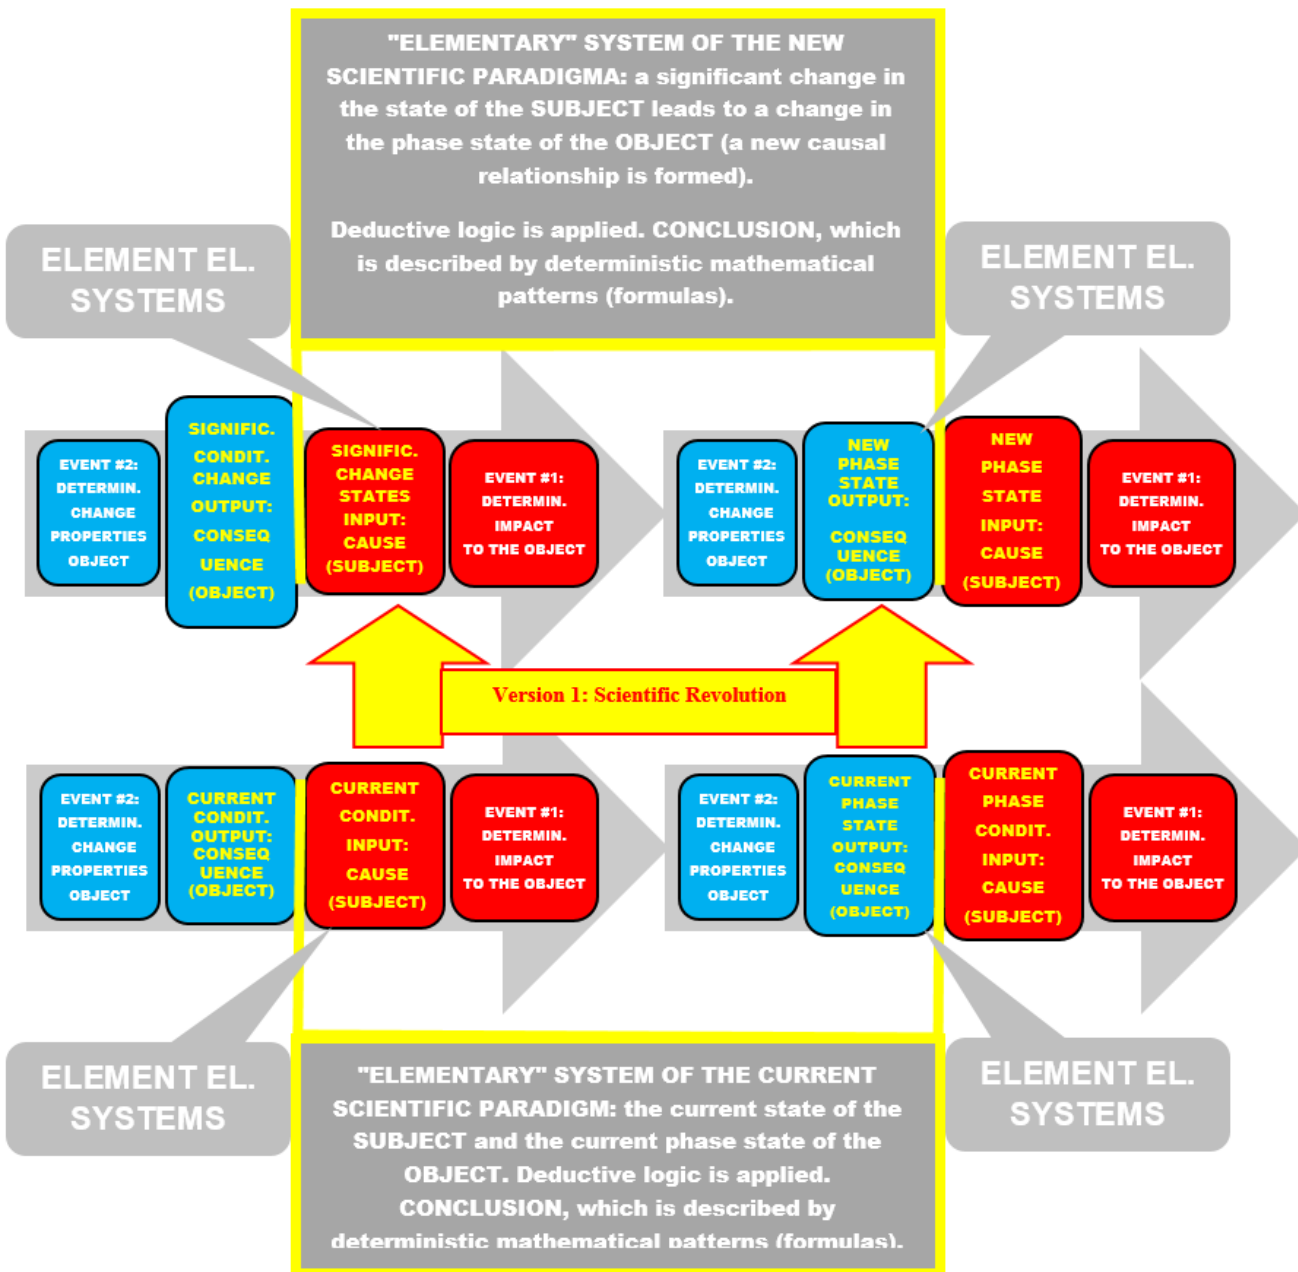 "ELEMENTARY" SYSTEM OF THE NEW
SCIENTIFIC PARADIGMA: a significant change in
the state of the SUBJECT leads to a change in
the phase state of the OBJECT (a new causal
relationship is formed).
Deductive logic is applied. CONCLUSION, which
is described by deterministic mathematical
patterns (formulas).
ELEMENT EL.
SYSTEMS
ELEMENT EL.
SYSTEMS
EVENT #2:
DETERMIN.
CHANGE
PROPERTIES
OBJECT
SIGNIFIC.
CONDIT.
CHANGE
OUTPUT:
CONSEQ
UENCE
(OBJECT)
SIGNIFIC.
CHANGE
STATES
INPUT:
CAUSE
(SUBJECT)
EVENT #1:
DETERMIN.
IMPACT
TO THE OBJECT
EVENT #2:
DETERMIN.
CHANGE
PROPERTIES
OBJECT
NEW
PHASE
STATE
OUTPUT:
CONSEQ
UENCE
(OBJECT)
NEW
PHASE
STATE
INPUT:
CAUSE
(SUBJECT)
EVENT #1:
DETERMIN.
IMPACT
TO THE OBJECT
Version 1: Scientific Revolution
EVENT #2:
DETERMIN.
CHANGE
PROPERTIES
OBJECT
CURRENT
CONDIT.
OUTPUT:
CONSEQ
UENCE
(OBJECT)
CURRENT
CONDIT.
INPUT:
CAUSE
(SUBJECT)
EVENT #1:
DETERMIN.
IMPACT
TO THE OBJECT
EVENT #2:
DETERMIN.
CHANGE
PROPERTIES
OBJECT
CURRENT
PHASE
STATE
OUTPUT:
CONSEQ
UENCE
(OBJECT)
CURRENT
PHASE
CONDIT.
INPUT:
CAUSE
(SUBJECT)
EVENT #1:
DETERMIN.
IMPACT
TO THE OBJECT
ELEMENT EL.
SYSTEMS
ELEMENT EL.
SYSTEMS
"ELEMENTARY" SYSTEM OF THE CURRENT
SCIENTIFIC PARADIGM: the current state of the
SUBJECT and the current phase state of the
OBJECT. Deductive logic is applied.
CONCLUSION, which is described by
deterministic mathematical patterns (formulas).